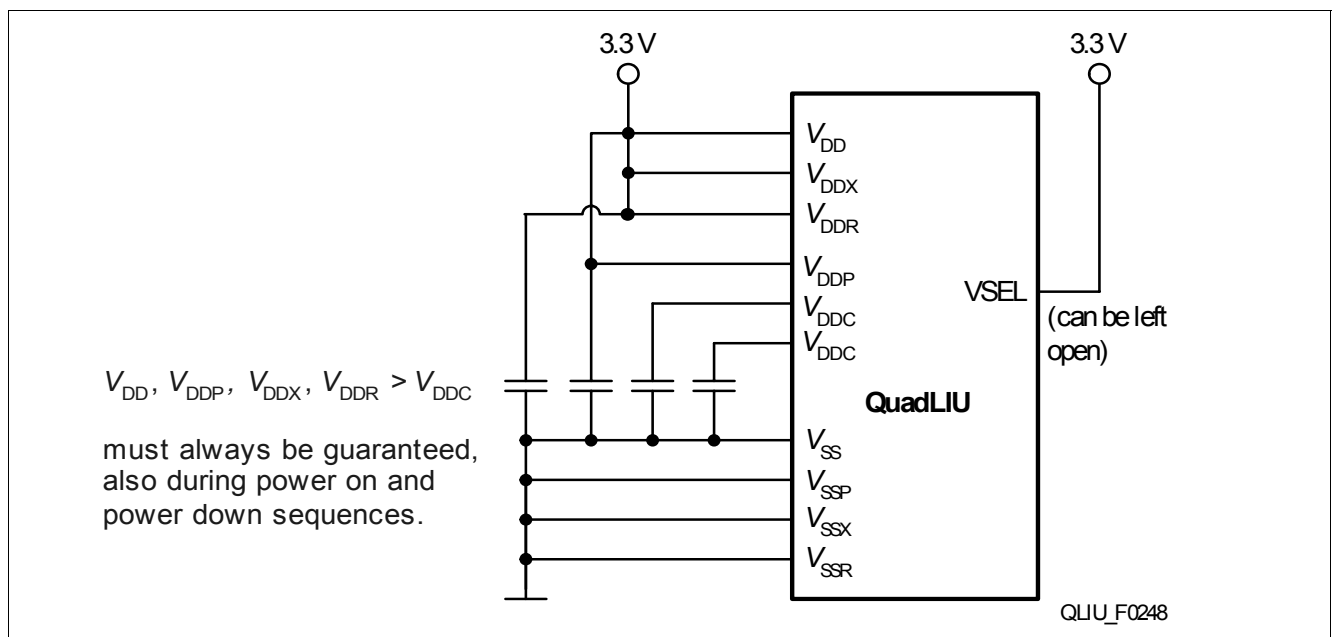 3.3 V
3.3 V
VDD
VDDX
VDDR
VDDP
VDDC
VDDC
VSEL
(can be left
open)
QuadLIU
VDD, VDDP, VDDX, VDDR > VDDC
must always be guaranteed,
also during power on and
power down sequences.
VSS
VSSP
VSSX
VSSR
QLIU_F0248